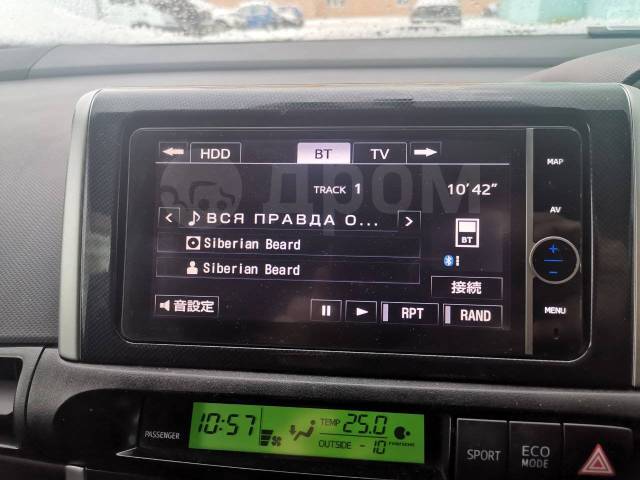 HDD BT TV
дром
TRACK 1 10'42"
ВСЯ ПРАВДА О...
Siberian Beard
Siberian Beard
BT
接続
音設定
RPT RAND
MAP
AV
MENU
PASSENGER
10:57 TEMP 25.0
OUTSIDE -10
SPORT
ECO MODE